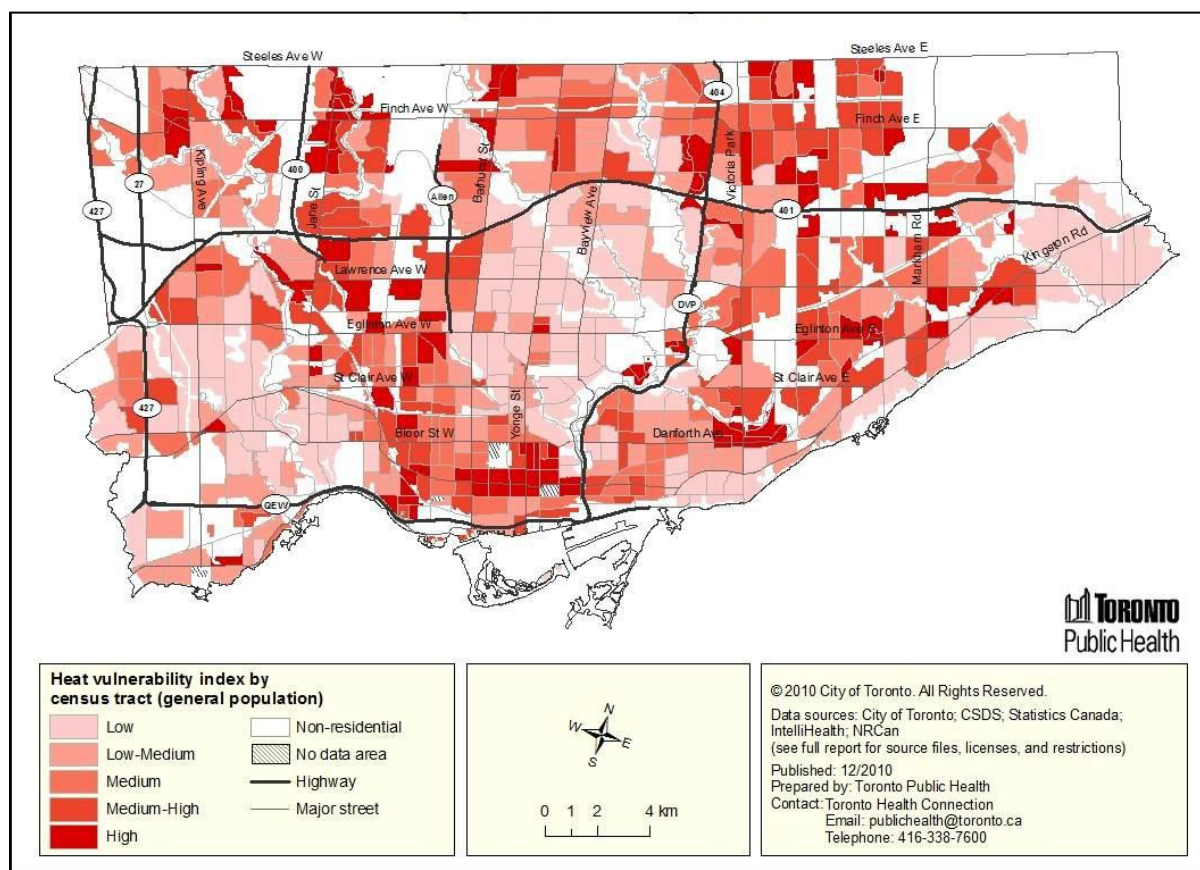 Steeles Ave W
Steeles Ave E
404
Finch Ave W
Finch Ave E
Kipling Ave
27
400
Jane St
Allen
Bathurst St
Bayview Ave
Victoria Park
427
401
Markham Rd
Kingston Rd
Lawrence Ave W
DVP
Eglinton Ave W
Eglinton Ave E
St Clair Ave W
St Clair Ave E
427
Yonge St
Bloor St W
Danforth Ave
QEW
TORONTO
Public Health
Heat vulnerability index by
census tract (general population)
Low
Low-Medium
Medium
Medium-High
High
Non-residential
No data area
Highway
Major street
N
W
E
S
0 1 2 4 km
©2010 City of Toronto. All Rights Reserved.
Data sources: City of Toronto; CSDS; Statistics Canada;
IntelliHealth; NRCan
(see full report for source files, licenses, and restrictions)
Published: 12/2010
Prepared by: Toronto Public Health
Contact: Toronto Health Connection
Email: publichealth@toronto.ca
Telephone: 416-338-7600